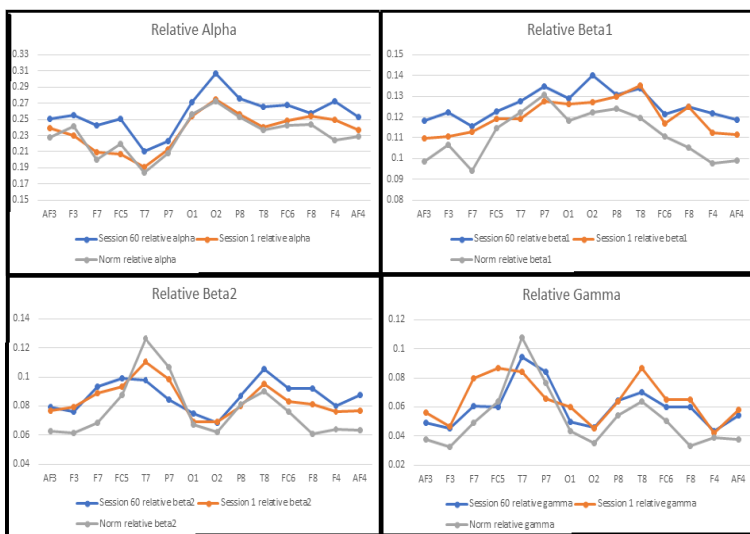 Relative Alpha
0.33
0.31
0.29
0.27
0.25
0.23
0.21
0.19
0.17
0.15
AF3 F3 F7 FC5 T7 P7 O1 O2 P8 T8 FC6 F8 F4 AF4
Session 60 relative alpha Session 1 relative alpha
Norm relative alpha
Relative Beta1
0.15
0.14
0.13
0.12
0.11
0.1
0.09
0.08
AF3 F3 F7 FC5 T7 P7 O1 O2 P8 T8 FC6 F8 F4 AF4
Session 60 relative beta1 Session 1 relative beta1
Norm relative beta1
Relative Beta2
0.14
0.12
0.1
0.08
0.06
0.04
AF3 F3 F7 FC5 T7 P7 O1 O2 P8 T8 FC6 F8 F4 AF4
Session 60 relative beta2 Session 1 relative beta2
Norm relative beta2
Relative Gamma
0.12
0.1
0.08
0.06
0.04
0.02
AF3 F3 F7 FC5 T7 P7 O1 O2 P8 T8 FC6 F8 F4 AF4
Session 60 relative gamma Session 1 relative gamma
Norm relative gamma